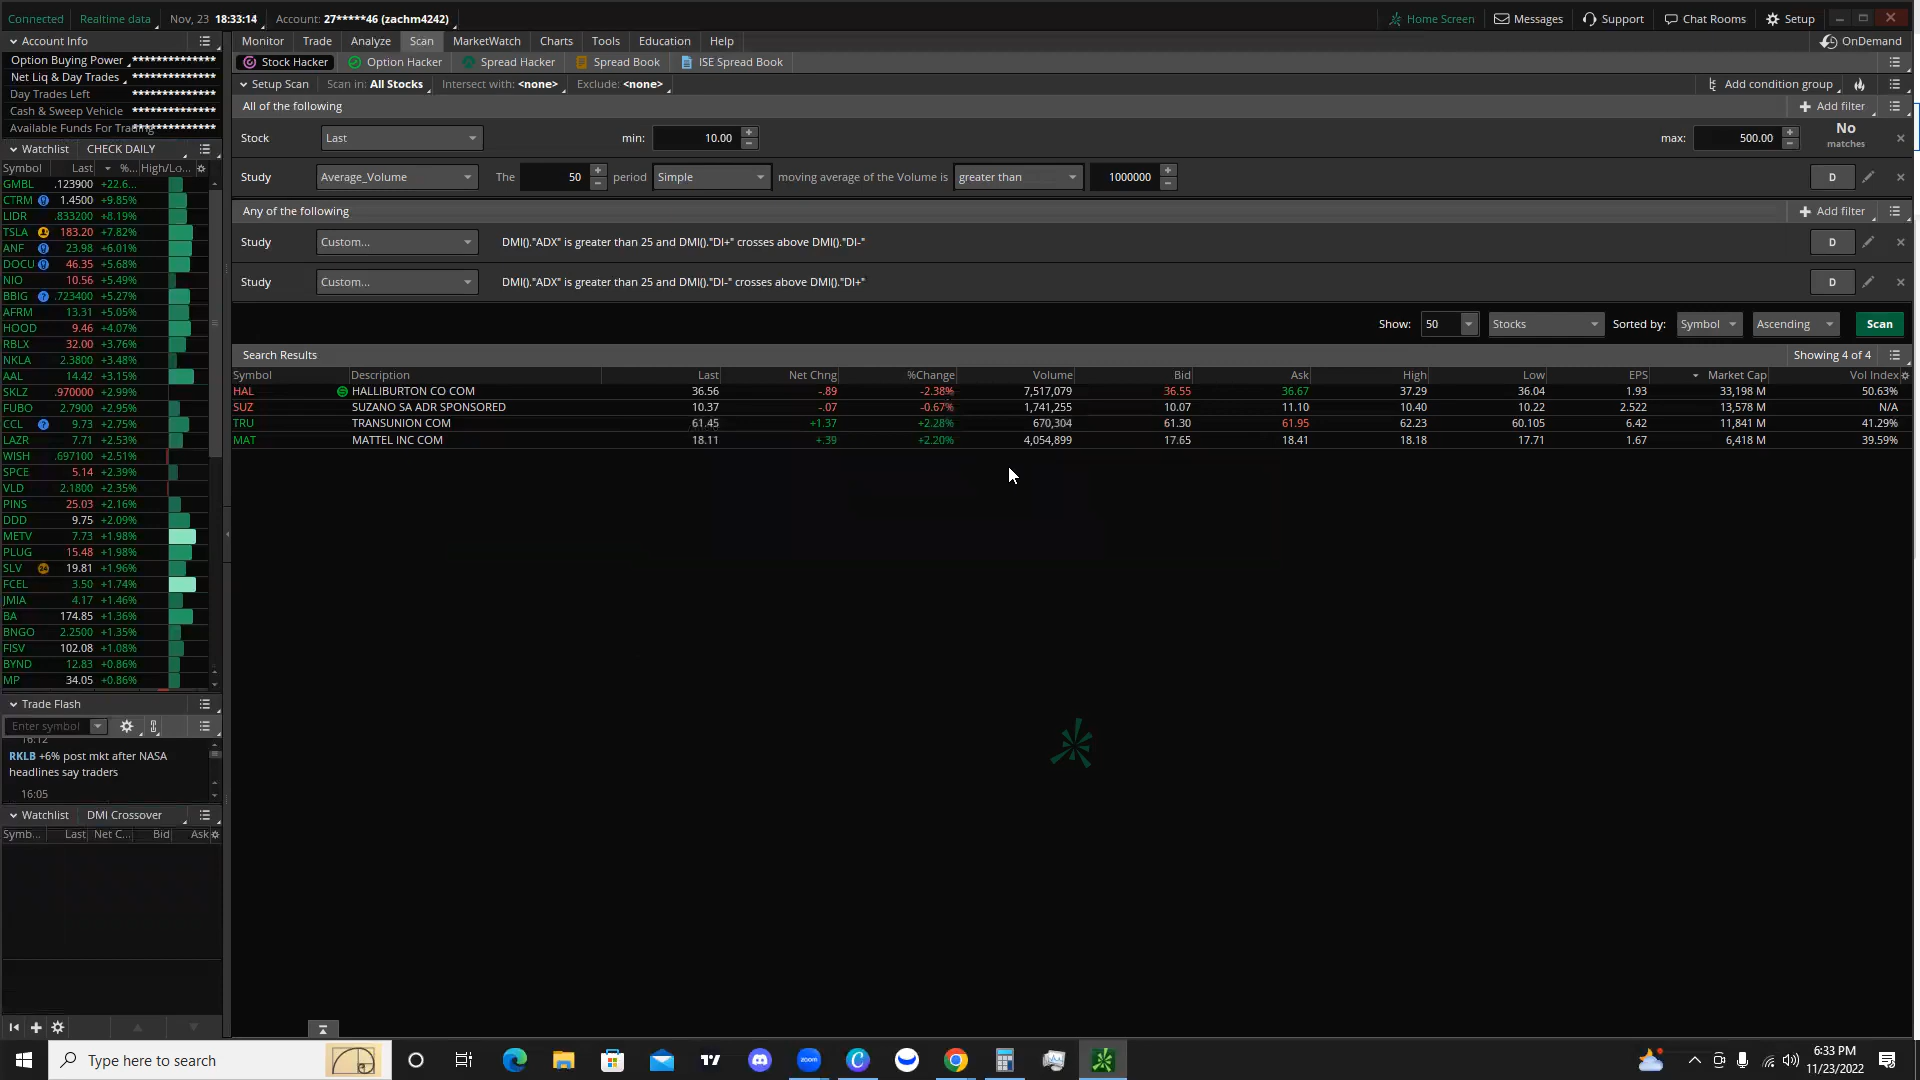 Connected Realtime data Nov, 23 18:33:14 Account: 27*****46 (zachm4242) Home Screen Messages Support Chat Rooms Setup
Account Info Monitor Trade Analyze Scan MarketWatch Charts Tools Education Help OnDemand
Option Buying Power ***************
Net Liq & Day Trades ***************
Day Trades Left ***************
Cash & Sweep Vehicle ***************
Available Funds For Trading ***************
Stock Hacker Option Hacker Spread Hacker Spread Book ISE Spread Book
Setup Scan Scan in: All Stocks Intersect with: <none> Exclude: <none> Add condition group
All of the following Add filter
Stock Last min: 10.00 max: 500.00 No matches
Study Average_Volume The 50 period Simple moving average of the Volume is greater than 1000000 D
Any of the following Add filter
Study Custom... DMI()."ADX" is greater than 25 and DMI()."DI+" crosses above DMI()."DI-" D
Study Custom... DMI()."ADX" is greater than 25 and DMI()."DI-" crosses above DMI()."DI+" D
Show: 50 Stocks Sorted by: Symbol Ascending Scan
Search Results Showing 4 of 4
Symbol Description Last Net Chng %Change Volume Bid Ask High Low EPS Market Cap Vol Index
HAL HALLIBURTON CO COM 36.56 -.89 -2.38% 7,517,079 36.55 36.67 37.29 36.04 1.93 33,198 M 50.63%
SUZ SUZANO SA ADR SPONSORED 10.37 -.07 -0.67% 1,741,255 10.07 11.10 10.40 10.22 2.522 13,578 M N/A
TRU TRANSUNION COM 61.45 +1.37 +2.28% 670,304 61.30 61.95 62.23 60.105 6.42 11,841 M 41.29%
MAT MATTEL INC COM 18.11 +.39 +2.20% 4,054,899 17.65 18.41 18.18 17.71 1.67 6,418 M 39.59%
Watchlist CHECK DAILY
Symbol Last %... High/Lo...
GMBL .123900 +22.6...
CTRM 1.4500 +9.85%
LIDR .833200 +8.19%
TSLA 183.20 +7.82%
ANF 23.98 +6.01%
DOCU 46.35 +5.68%
NIO 10.56 +5.49%
BBIG .723400 +5.27%
AFRM 13.31 +5.05%
HOOD 9.46 +4.07%
RBLX 32.00 +3.76%
NKLA 2.3800 +3.48%
AAL 14.42 +3.15%
SKLZ .970000 +2.99%
FUBO 2.7900 +2.95%
CCL 9.73 +2.75%
LAZR 7.71 +2.53%
WISH .697100 +2.51%
SPCE 5.14 +2.39%
VLD 2.1800 +2.35%
PINS 25.03 +2.16%
DDD 9.75 +2.09%
METV 7.73 +1.98%
PLUG 15.48 +1.98%
SLV 24 19.81 +1.96%
FCEL 3.50 +1.74%
JMIA 4.17 +1.46%
BA 174.85 +1.36%
BNGO 2.2500 +1.35%
FISV 102.08 +1.08%
BYND 12.83 +0.86%
MP 34.05 +0.86%
Trade Flash
Enter symbol
16:12
RKLB +6% post mkt after NASA
headlines say traders
16:05
Watchlist DMI Crossover
Symb... Last Net C... Bid Ask
Type here to search zoom 6:33 PM
11/23/2022